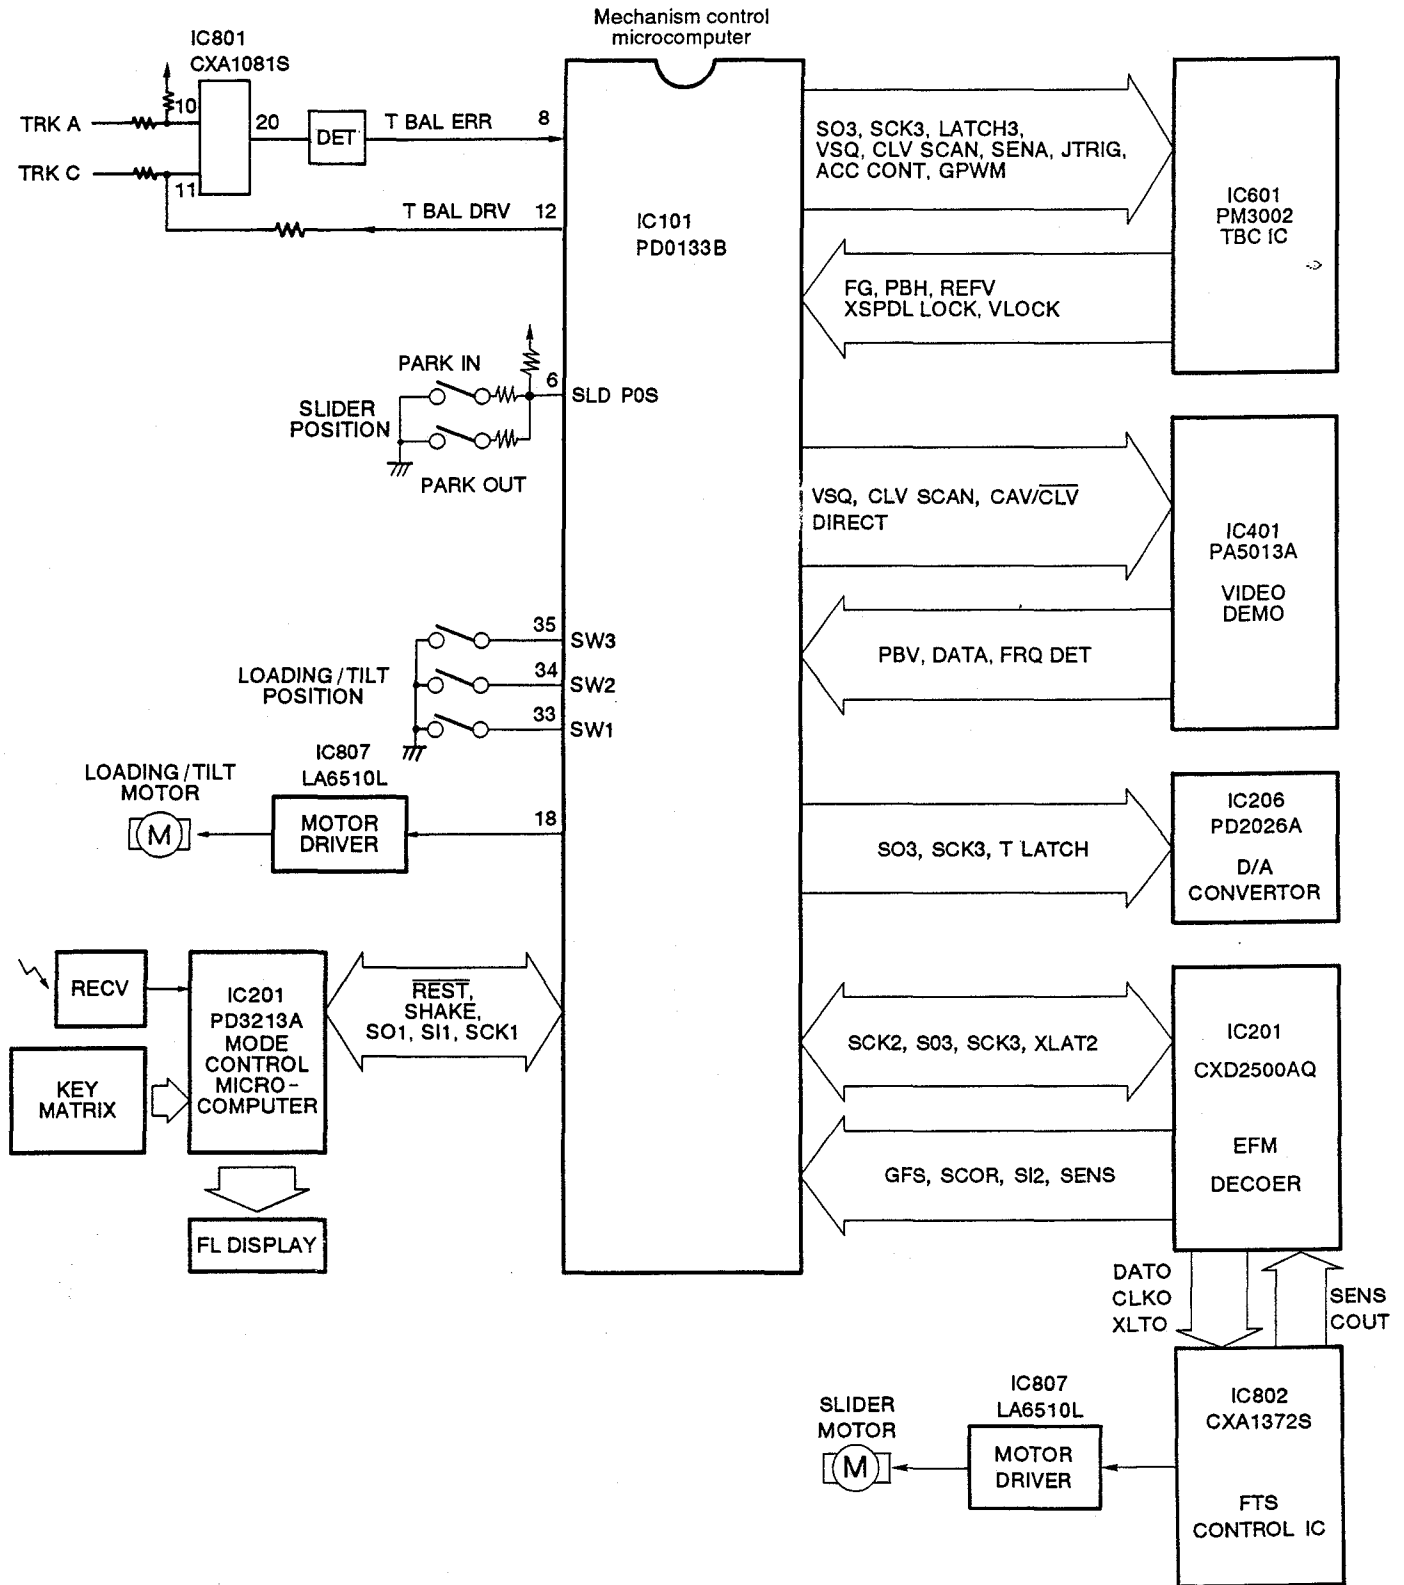 Mechanism control
microcomputer
IC801
CXA1081S
TRK A
10
20
DET
T BAL ERR
8
TRK C
11
T BAL DRV
12
IC101
PD0133B
SO3, SCK3, LATCH3,
VSQ, CLV SCAN, SENA, JTRIG,
ACC CONT, GPWM
IC601
PM3002
TBC IC
FG, PBH, REFV
XSPDL LOCK, VLOCK
PARK IN
6
SLD P0S
SLIDER
POSITION
PARK OUT
VSQ, CLV SCAN, CAV/CLV
DIRECT
IC401
PA5013A
VIDEO
DEMO
PBV, DATA, FRQ DET
35
SW3
LOADING/TILT
POSITION
34
SW2
33
SW1
IC807
LA6510L
LOADING/TILT
MOTOR
M
MOTOR
DRIVER
18
SO3, SCK3, T LATCH
IC206
PD2026A
D/A
CONVERTOR
RECV
IC201
PD3213A
MODE
CONTROL
MICRO-
COMPUTER
REST,
SHAKE,
SO1, SI1, SCK1
KEY
MATRIX
FL DISPLAY
SCK2, S03, SCK3, XLAT2
IC201
CXD2500AQ
EFM
DECOER
GFS, SCOR, SI2, SENS
DATO
CLKO
XLTO
SENS
COUT
IC807
LA6510L
SLIDER
MOTOR
M
MOTOR
DRIVER
IC802
CXA1372S
FTS
CONTROL IC